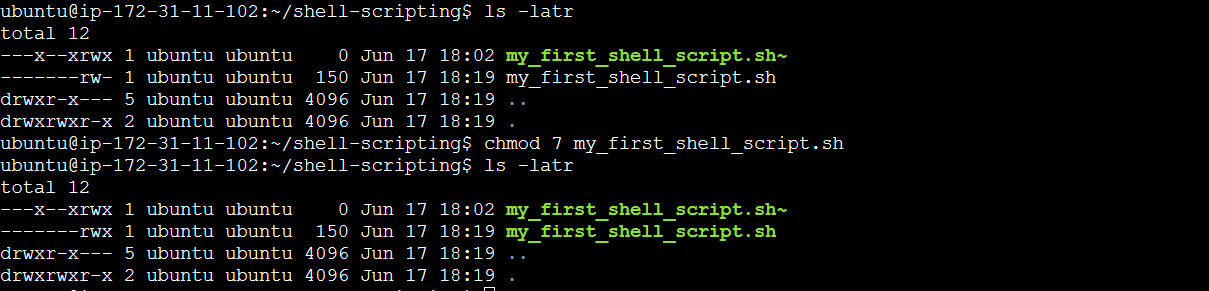 ubuntu@ip-172-31-11-102:~/shell-scripting$ ls -latr
total 12
---x--xrwx 1 ubuntu ubuntu    0 Jun 17 18:02 my_first_shell_script.sh~
-------rw- 1 ubuntu ubuntu  150 Jun 17 18:19 my_first_shell_script.sh
drwxr-x--- 5 ubuntu ubuntu 4096 Jun 17 18:19 ..
drwxrwxr-x 2 ubuntu ubuntu 4096 Jun 17 18:19 .
ubuntu@ip-172-31-11-102:~/shell-scripting$ chmod 7 my_first_shell_script.sh
ubuntu@ip-172-31-11-102:~/shell-scripting$ ls -latr
total 12
---x--xrwx 1 ubuntu ubuntu    0 Jun 17 18:02 my_first_shell_script.sh~
-------rwx 1 ubuntu ubuntu  150 Jun 17 18:19 my_first_shell_script.sh
drwxr-x--- 5 ubuntu ubuntu 4096 Jun 17 18:19 ..
drwxrwxr-x 2 ubuntu ubuntu 4096 Jun 17 18:19 .